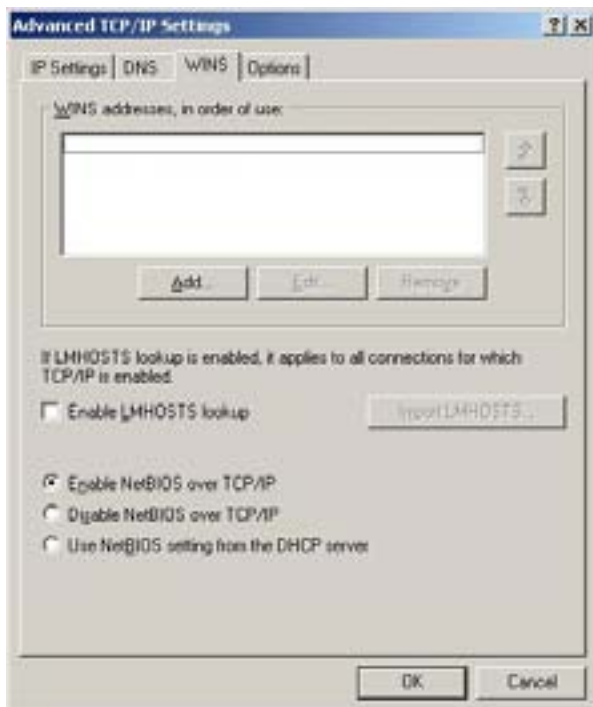 Advanced TCP/IP Settings
IP Settings DNS WINS Options
WINS addresses, in order of use:
Add... Edit... Remove
If LMHOSTS lookup is enabled, it applies to all connections for which
TCP/IP is enabled.
Enable LMHOSTS lookup
Import LMHOSTS...
Enable NetBIOS over TCP/IP
Disable NetBIOS over TCP/IP
Use NetBIOS setting from the DHCP server
OK Cancel